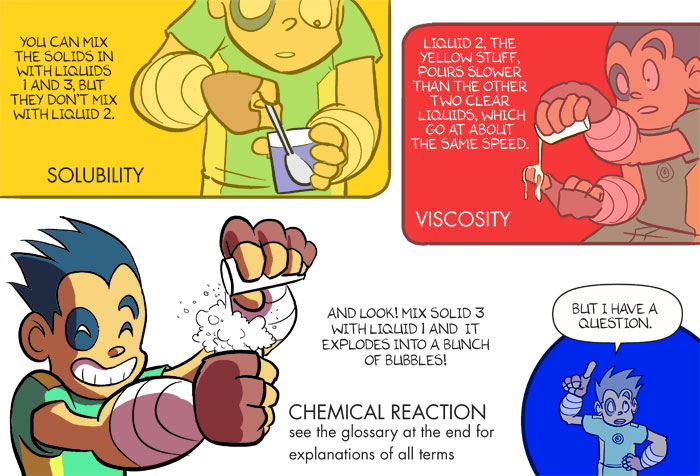 YOU CAN MIX
THE SOLIDS IN
WITH LIQUIDS
1 AND 3, BUT
THEY DON'T MIX
WITH LIQUID 2.
SOLUBILITY
LIQUID 2, THE
YELLOW STUFF,
POURS SLOWER
THAN THE OTHER
TWO CLEAR
LIQUIDS, WHICH
GO AT ABOUT
THE SAME SPEED.
VISCOSITY
AND LOOK! MIX SOLID 3
WITH LIQUID 1 AND IT
EXPLODES INTO A BUNCH
OF BUBBLES!
CHEMICAL REACTION
see the glossary at the end for
explanations of all terms
BUT I HAVE A
QUESTION.